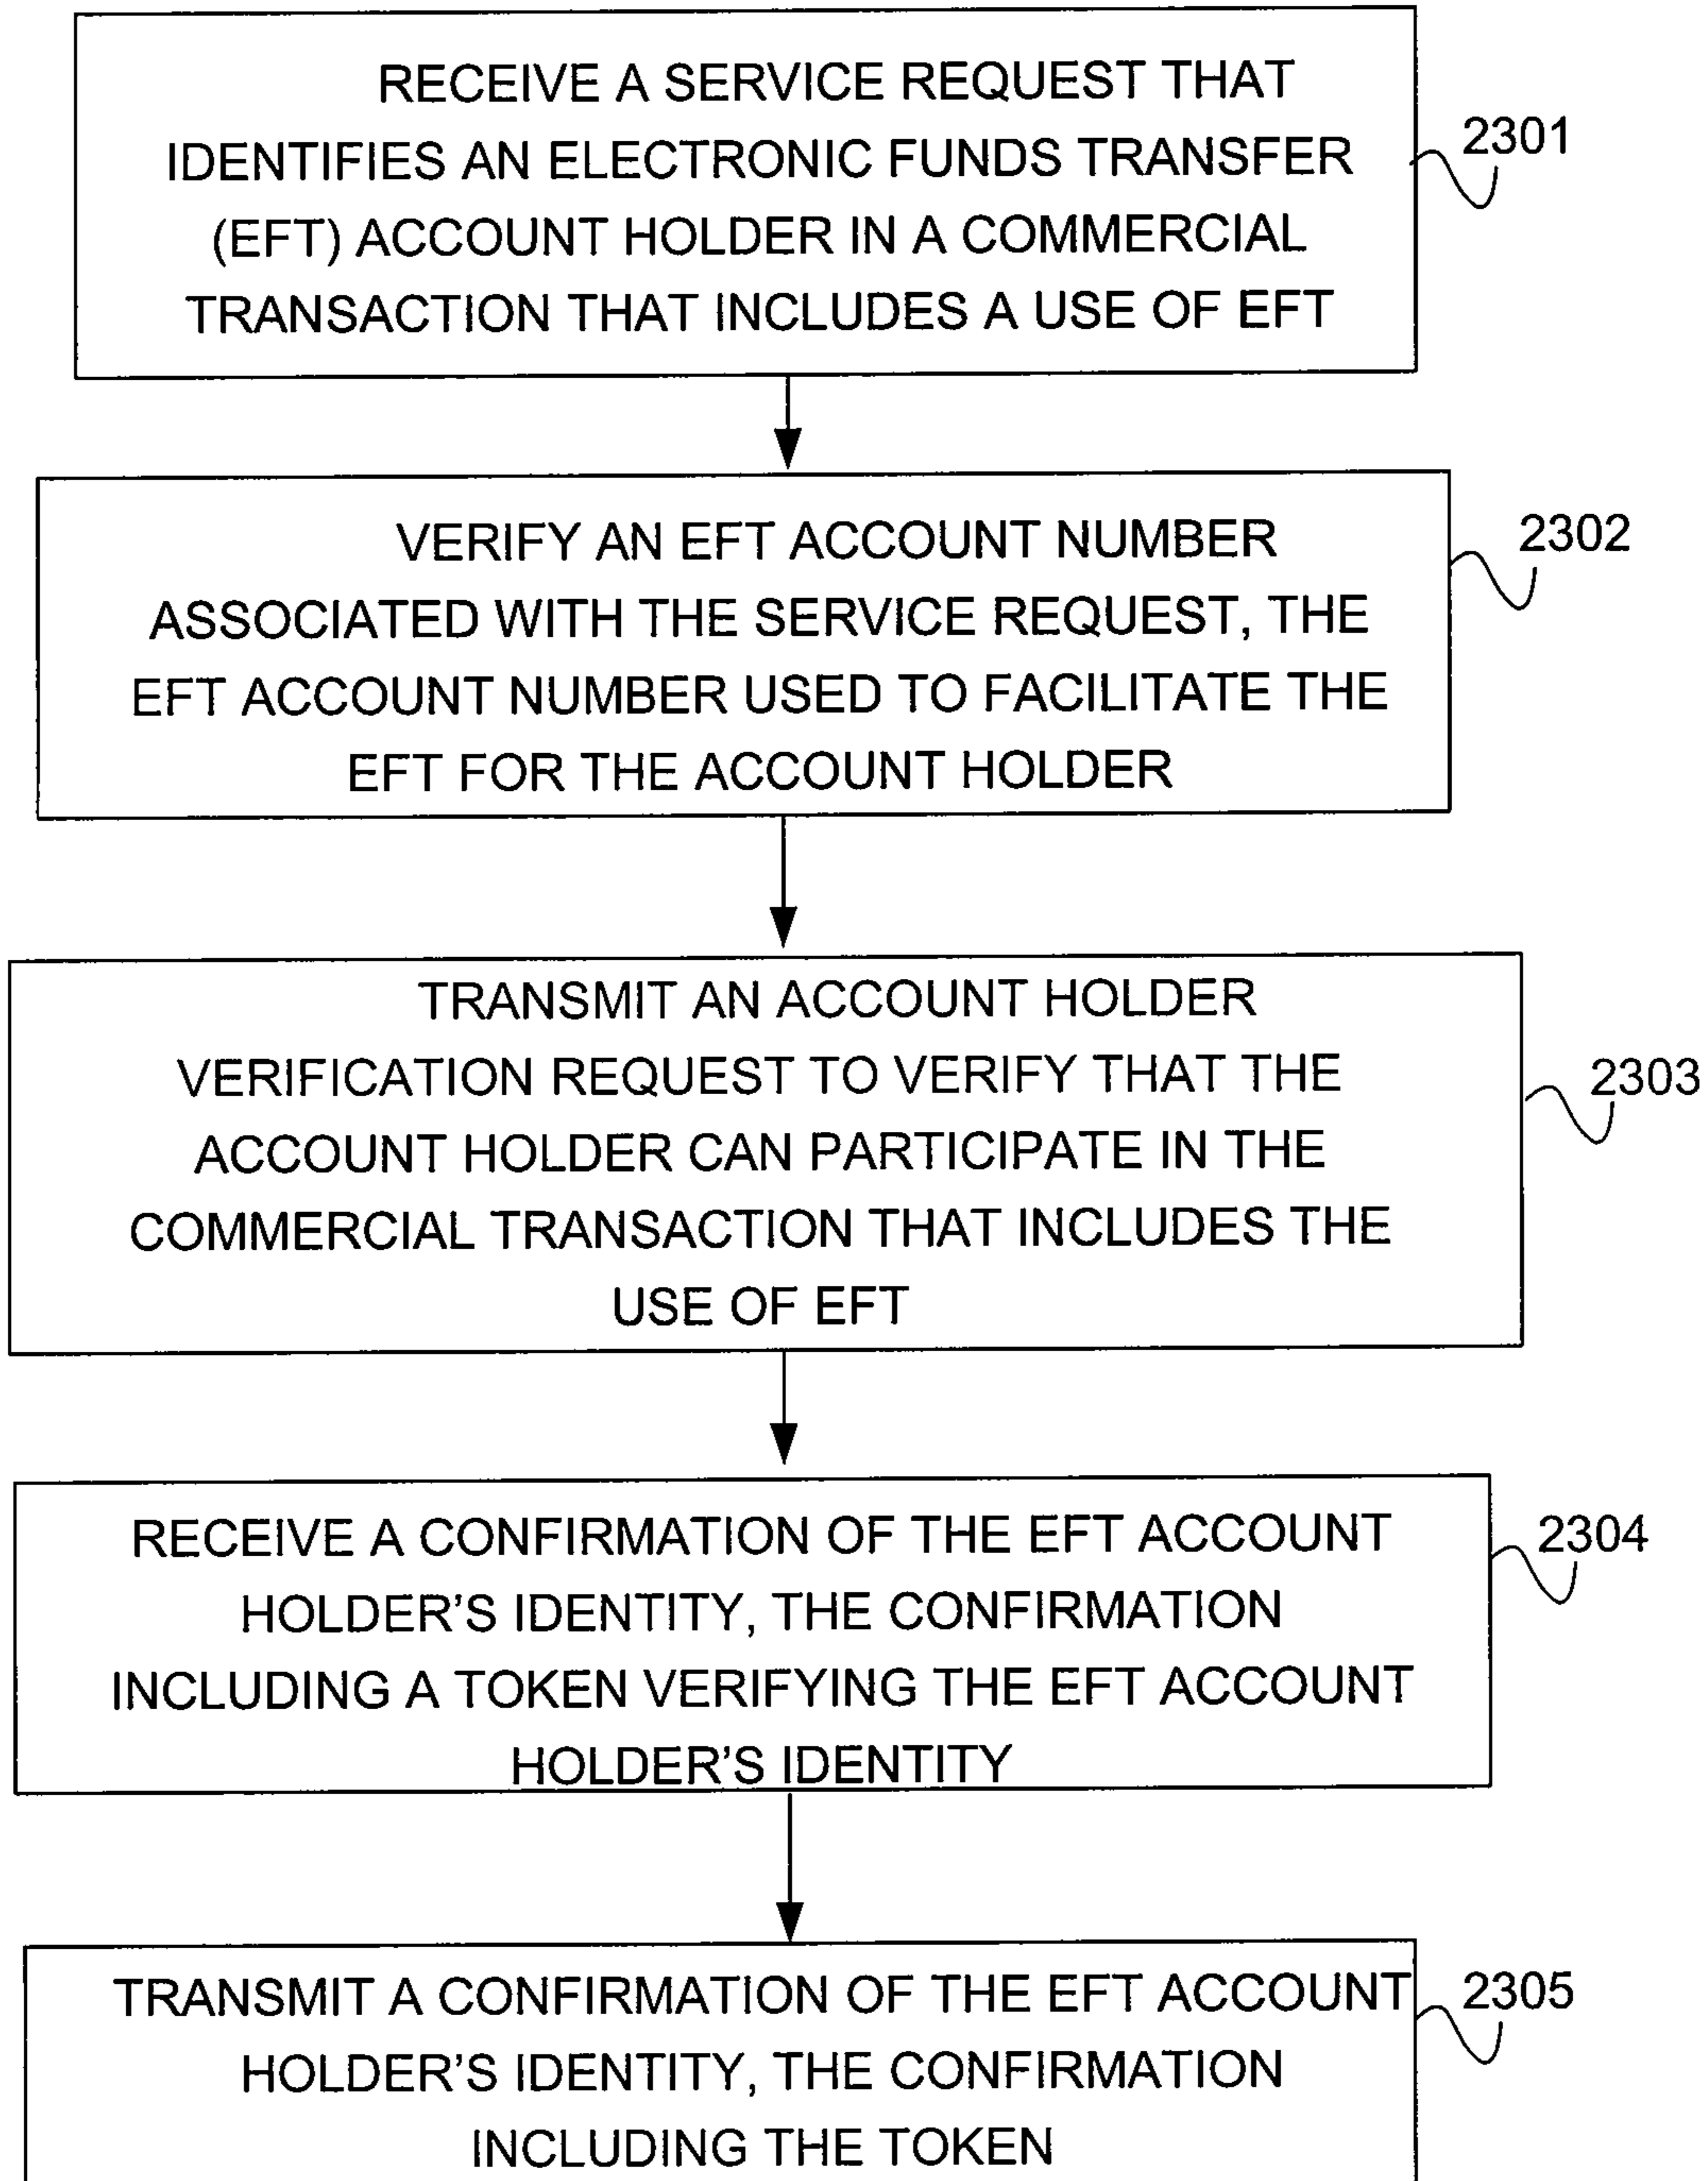 RECEIVE A SERVICE REQUEST THAT
IDENTIFIES AN ELECTRONIC FUNDS TRANSFER
(EFT) ACCOUNT HOLDER IN A COMMERCIAL
TRANSACTION THAT INCLUDES A USE OF EFT
2301
VERIFY AN EFT ACCOUNT NUMBER
ASSOCIATED WITH THE SERVICE REQUEST, THE
EFT ACCOUNT NUMBER USED TO FACILITATE THE
EFT FOR THE ACCOUNT HOLDER
2302
TRANSMIT AN ACCOUNT HOLDER
VERIFICATION REQUEST TO VERIFY THAT THE
ACCOUNT HOLDER CAN PARTICIPATE IN THE
COMMERCIAL TRANSACTION THAT INCLUDES THE
USE OF EFT
2303
RECEIVE A CONFIRMATION OF THE EFT ACCOUNT
HOLDER'S IDENTITY, THE CONFIRMATION
INCLUDING A TOKEN VERIFYING THE EFT ACCOUNT
HOLDER'S IDENTITY
2304
TRANSMIT A CONFIRMATION OF THE EFT ACCOUNT
HOLDER'S IDENTITY, THE CONFIRMATION
INCLUDING THE TOKEN
2305